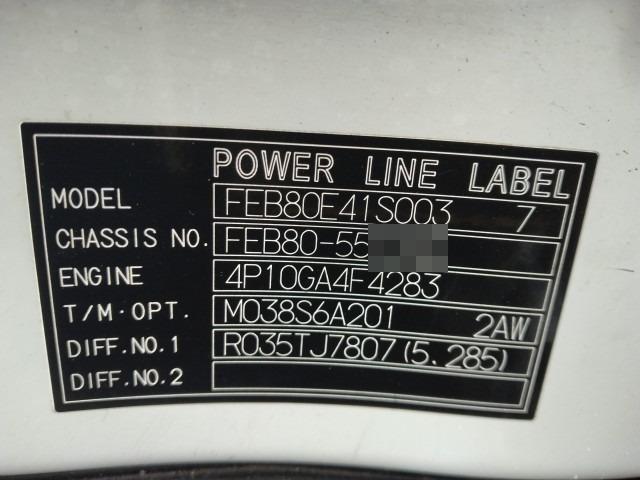 POWER LINE LABEL
MODEL FEB80E41S003 7
CHASSIS NO. FEB80-55
ENGINE 4P10GA4F4283
T/M·OPT. M038S6A201 2AW
DIFF.NO.1 R035TJ7807(5.285)
DIFF.NO.2